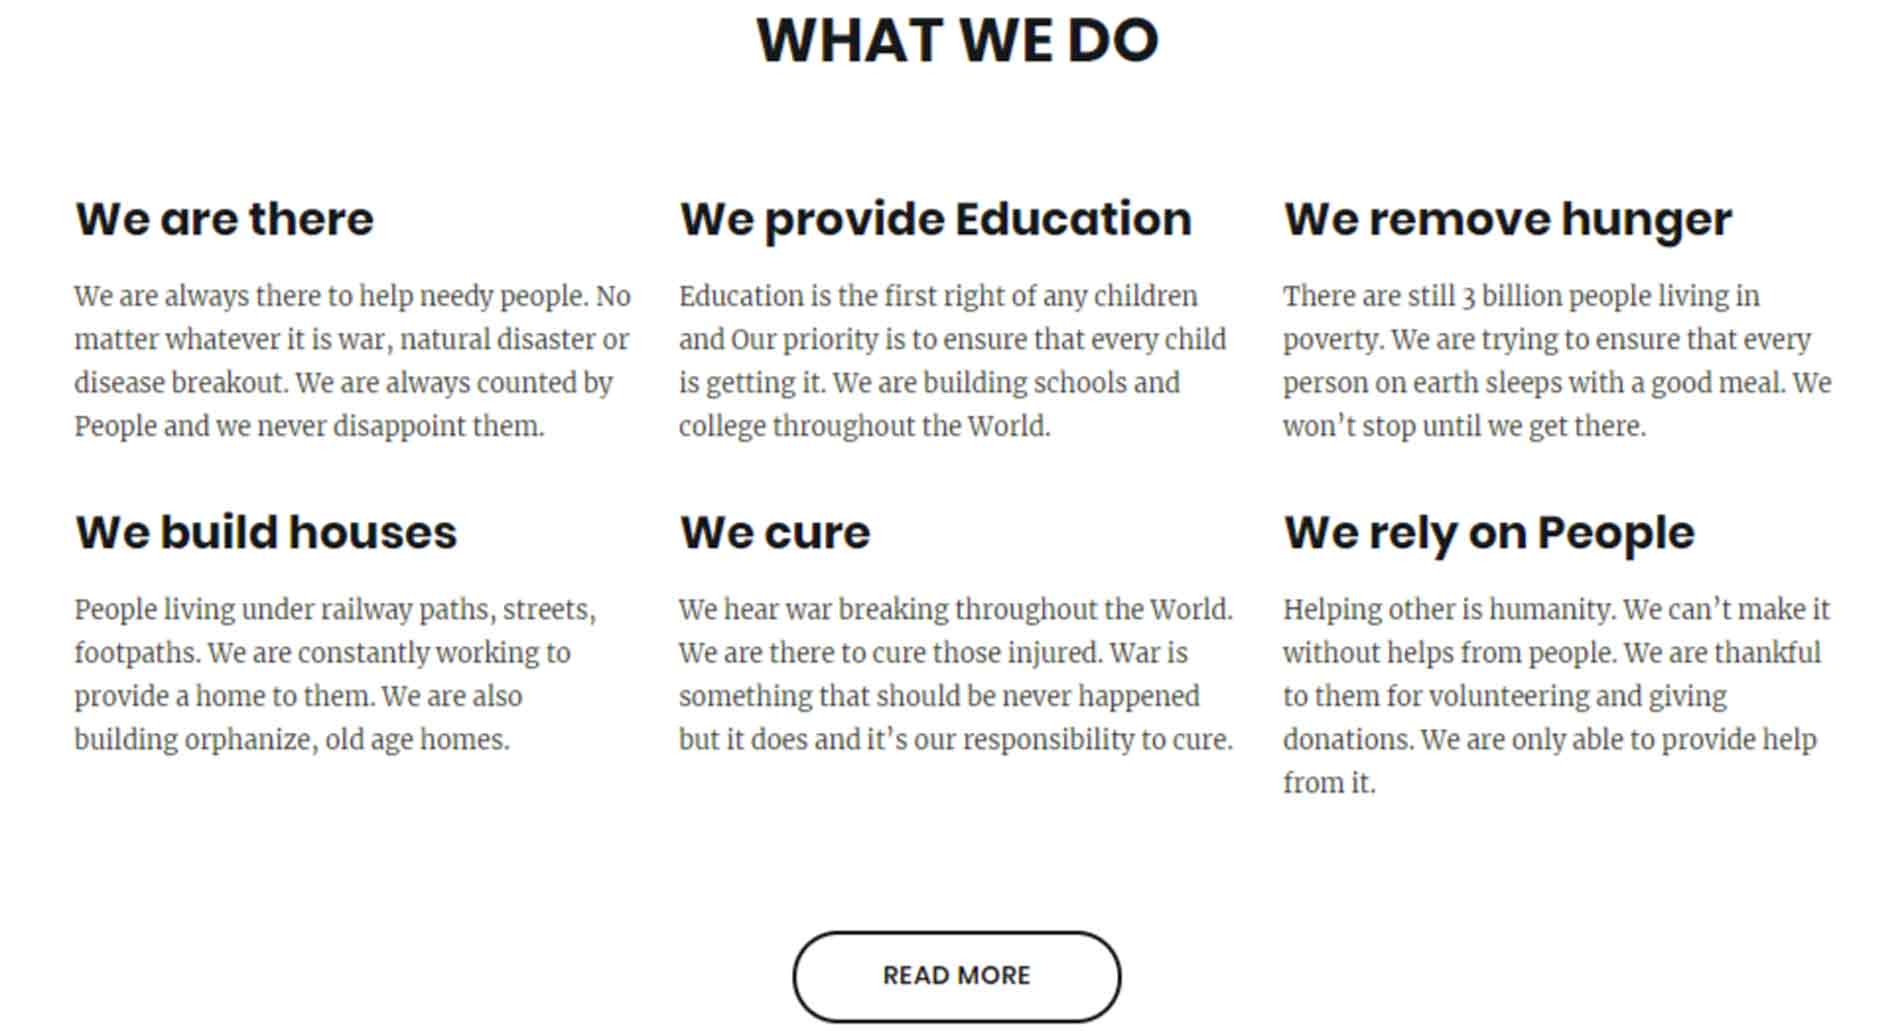 WHAT WE DO
We are there
We are always there to help needy people. No
matter whatever it is war, natural disaster or
disease breakout. We are always counted by
People and we never disappoint them.
We provide Education
Education is the first right of any children
and Our priority is to ensure that every child
is getting it. We are building schools and
college throughout the World.
We remove hunger
There are still 3 billion people living in
poverty. We are trying to ensure that every
person on earth sleeps with a good meal. We
won’t stop until we get there.
We build houses
People living under railway paths, streets,
footpaths. We are constantly working to
provide a home to them. We are also
building orphanize, old age homes.
We cure
We hear war breaking throughout the World.
We are there to cure those injured. War is
something that should be never happened
but it does and it’s our responsibility to cure.
We rely on People
Helping other is humanity. We can’t make it
without helps from people. We are thankful
to them for volunteering and giving
donations. We are only able to provide help
from it.
READ MORE